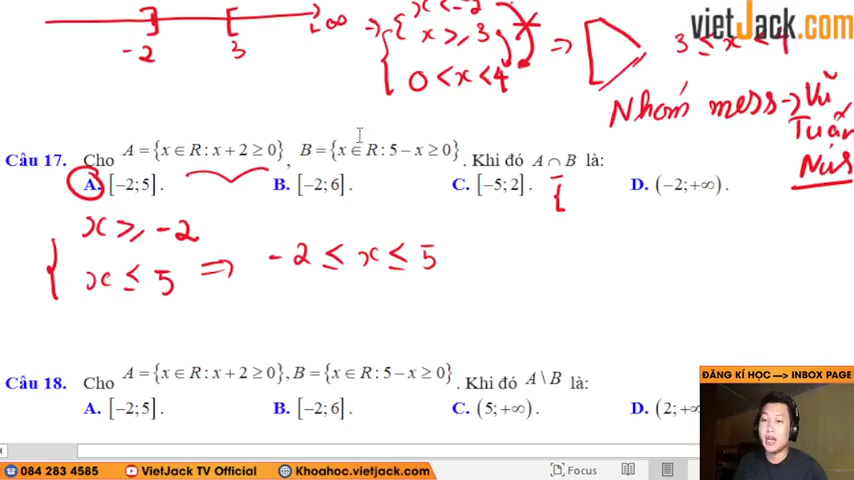 vietJack.com
x < -2
x ≥ 3
0 < x < 4
⇒
3 ≤ x < 4
-2
3
+∞
Nhóm mess → Vũ
Tuấn
Núi
Câu 17. Cho A = {x ∈ R : x + 2 ≥ 0}, B = {x ∈ R : 5 − x ≥ 0}. Khi đó A ∩ B là:
A. [−2;5]. B. [−2;6]. C. [−5;2]. D. (−2;+∞).
x ≥ -2
x ≤ 5 ⇒ -2 ≤ x ≤ 5
Câu 18. Cho A = {x ∈ R : x + 2 ≥ 0}, B = {x ∈ R : 5 − x ≥ 0}. Khi đó A \ B là:
A. [−2;5]. B. [−2;6]. C. (5;+∞). D. (2;+∞
ĐĂNG KÍ HỌC —> INBOX PAGE
084 283 4585 VietJack TV Official Khoahoc.vietjack.com
Focus